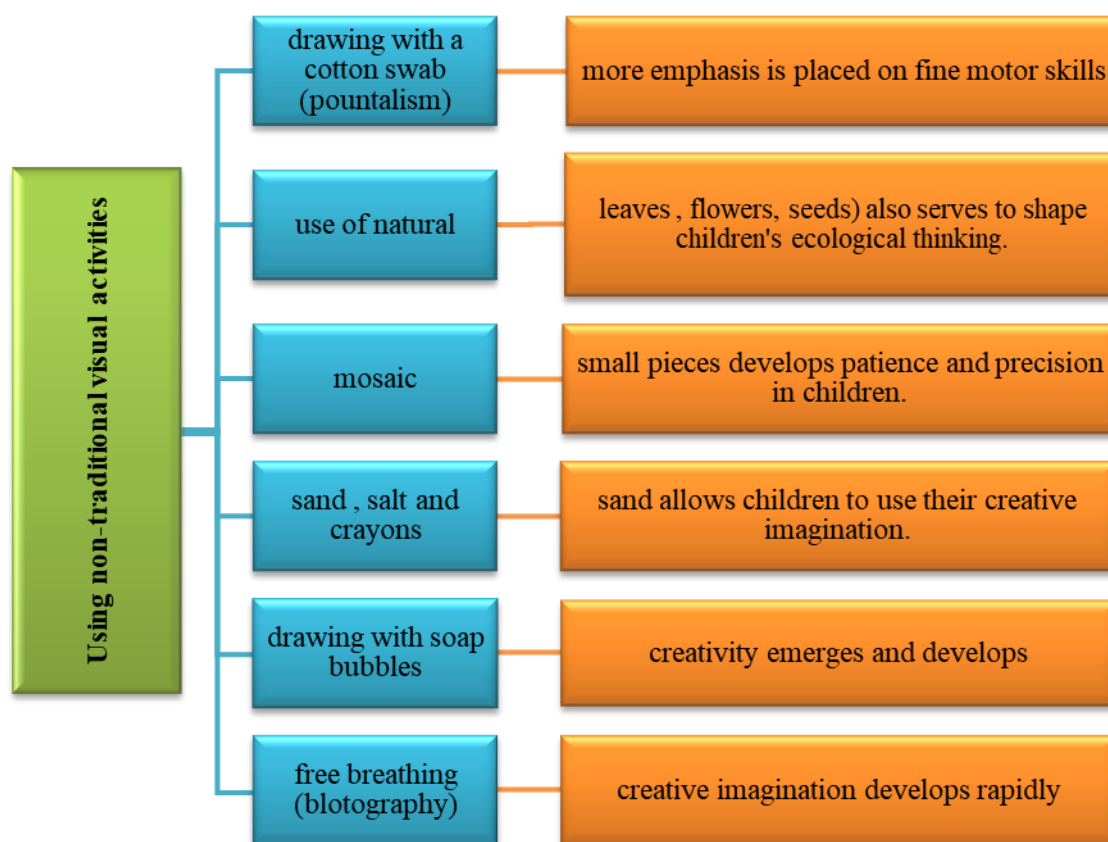 Using non-traditional visual activities
drawing with a
cotton swab
(pountalism)
more emphasis is placed on fine motor skills
use of natural
leaves , flowers, seeds) also serves to shape
children's ecological thinking.
mosaic
small pieces develops patience and precision
in children.
sand , salt and
crayons
sand allows children to use their creative
imagination.
drawing with soap
bubbles
creativity emerges and develops
free breathing
(blotography)
creative imagination develops rapidly